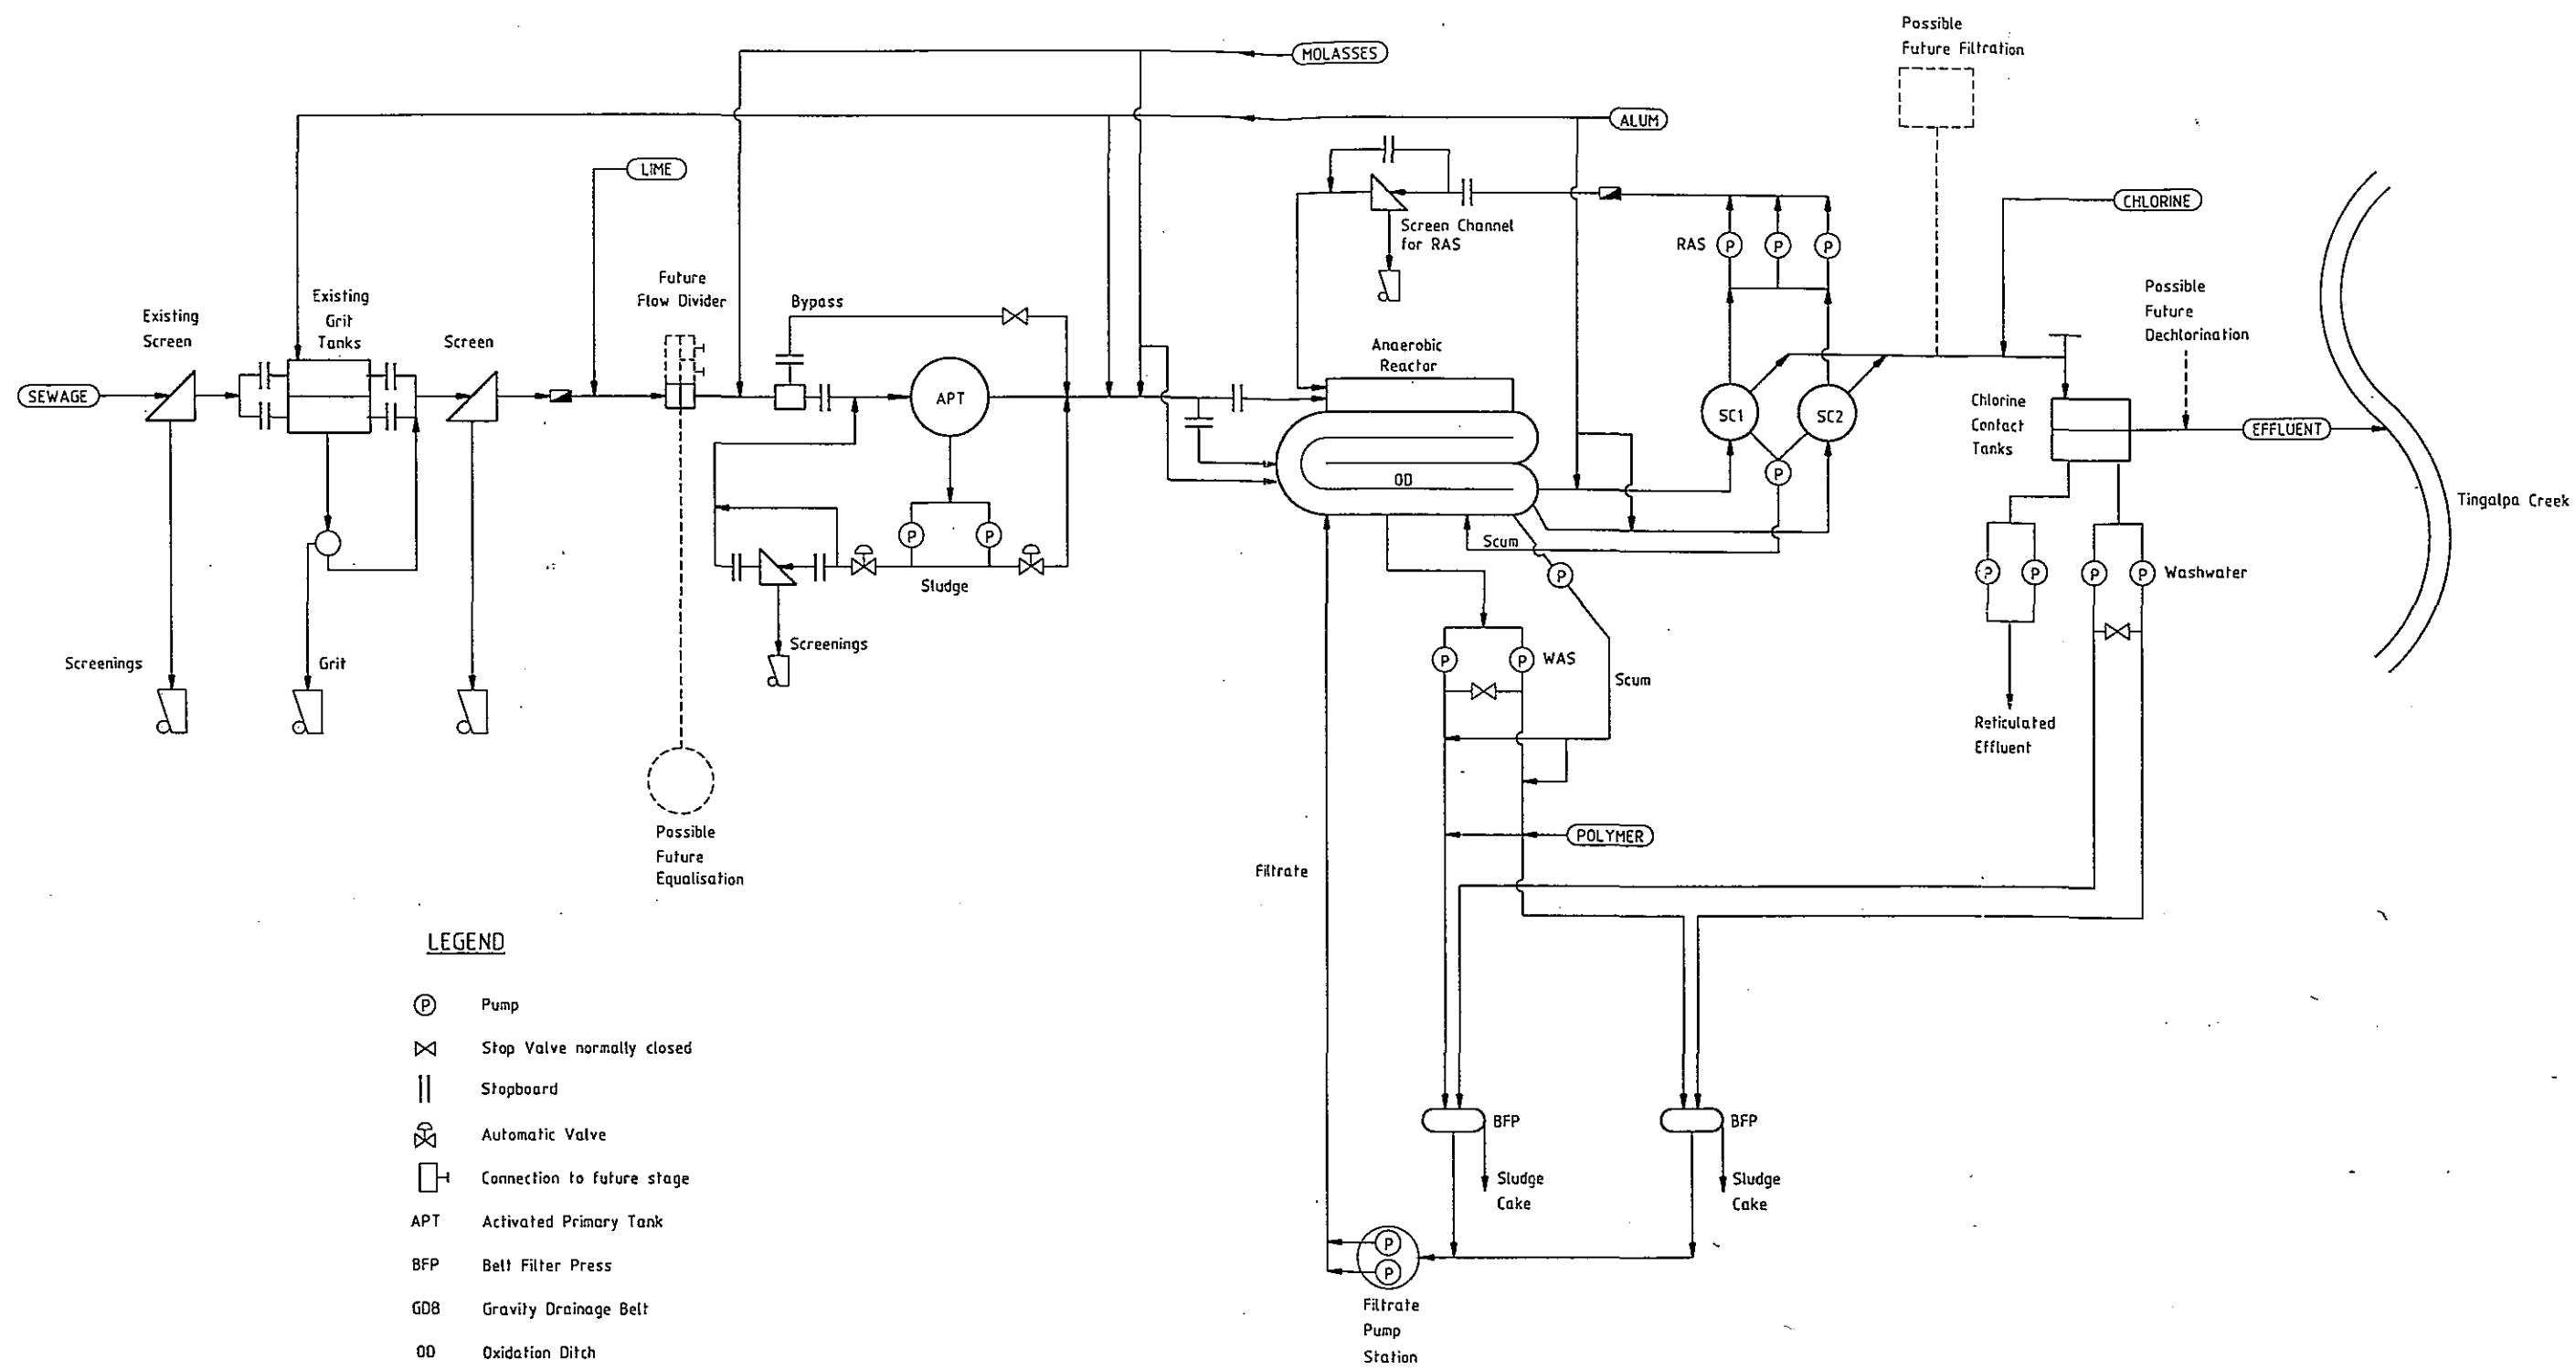 Possible
Future Filtration
MOLASSES
ALUM
LIME
CHLORINE
Screen Channel
for RAS
RAS
P
P
P
Future
Flow Divider
Existing
Grit
Tanks
Existing
Screen
Screen
Bypass
Possible
Future
Dechlorination
Anaerobic
Reactor
SEWAGE
APT
SC1
SC2
Chlorine
Contact
Tanks
EFFLUENT
Tingalpa Creek
OD
P
P
P
Scum
P
Sludge
P
P
P
P
Washwater
Screenings
Screenings
Grit
P
P
WAS
Scum
Reticulated
Effluent
Possible
Future
Equalisation
POLYMER
Filtrate
LEGEND
P
Pump
Stop Valve normally closed
Stopboard
Automatic Valve
Connection to future stage
APT
Activated Primary Tank
BFP
Belt Filter Press
GDB
Gravity Drainage Belt
OD
Oxidation Ditch
BFP
BFP
Sludge
Cake
Sludge
Cake
P
P
Filtrate
Pump
Station